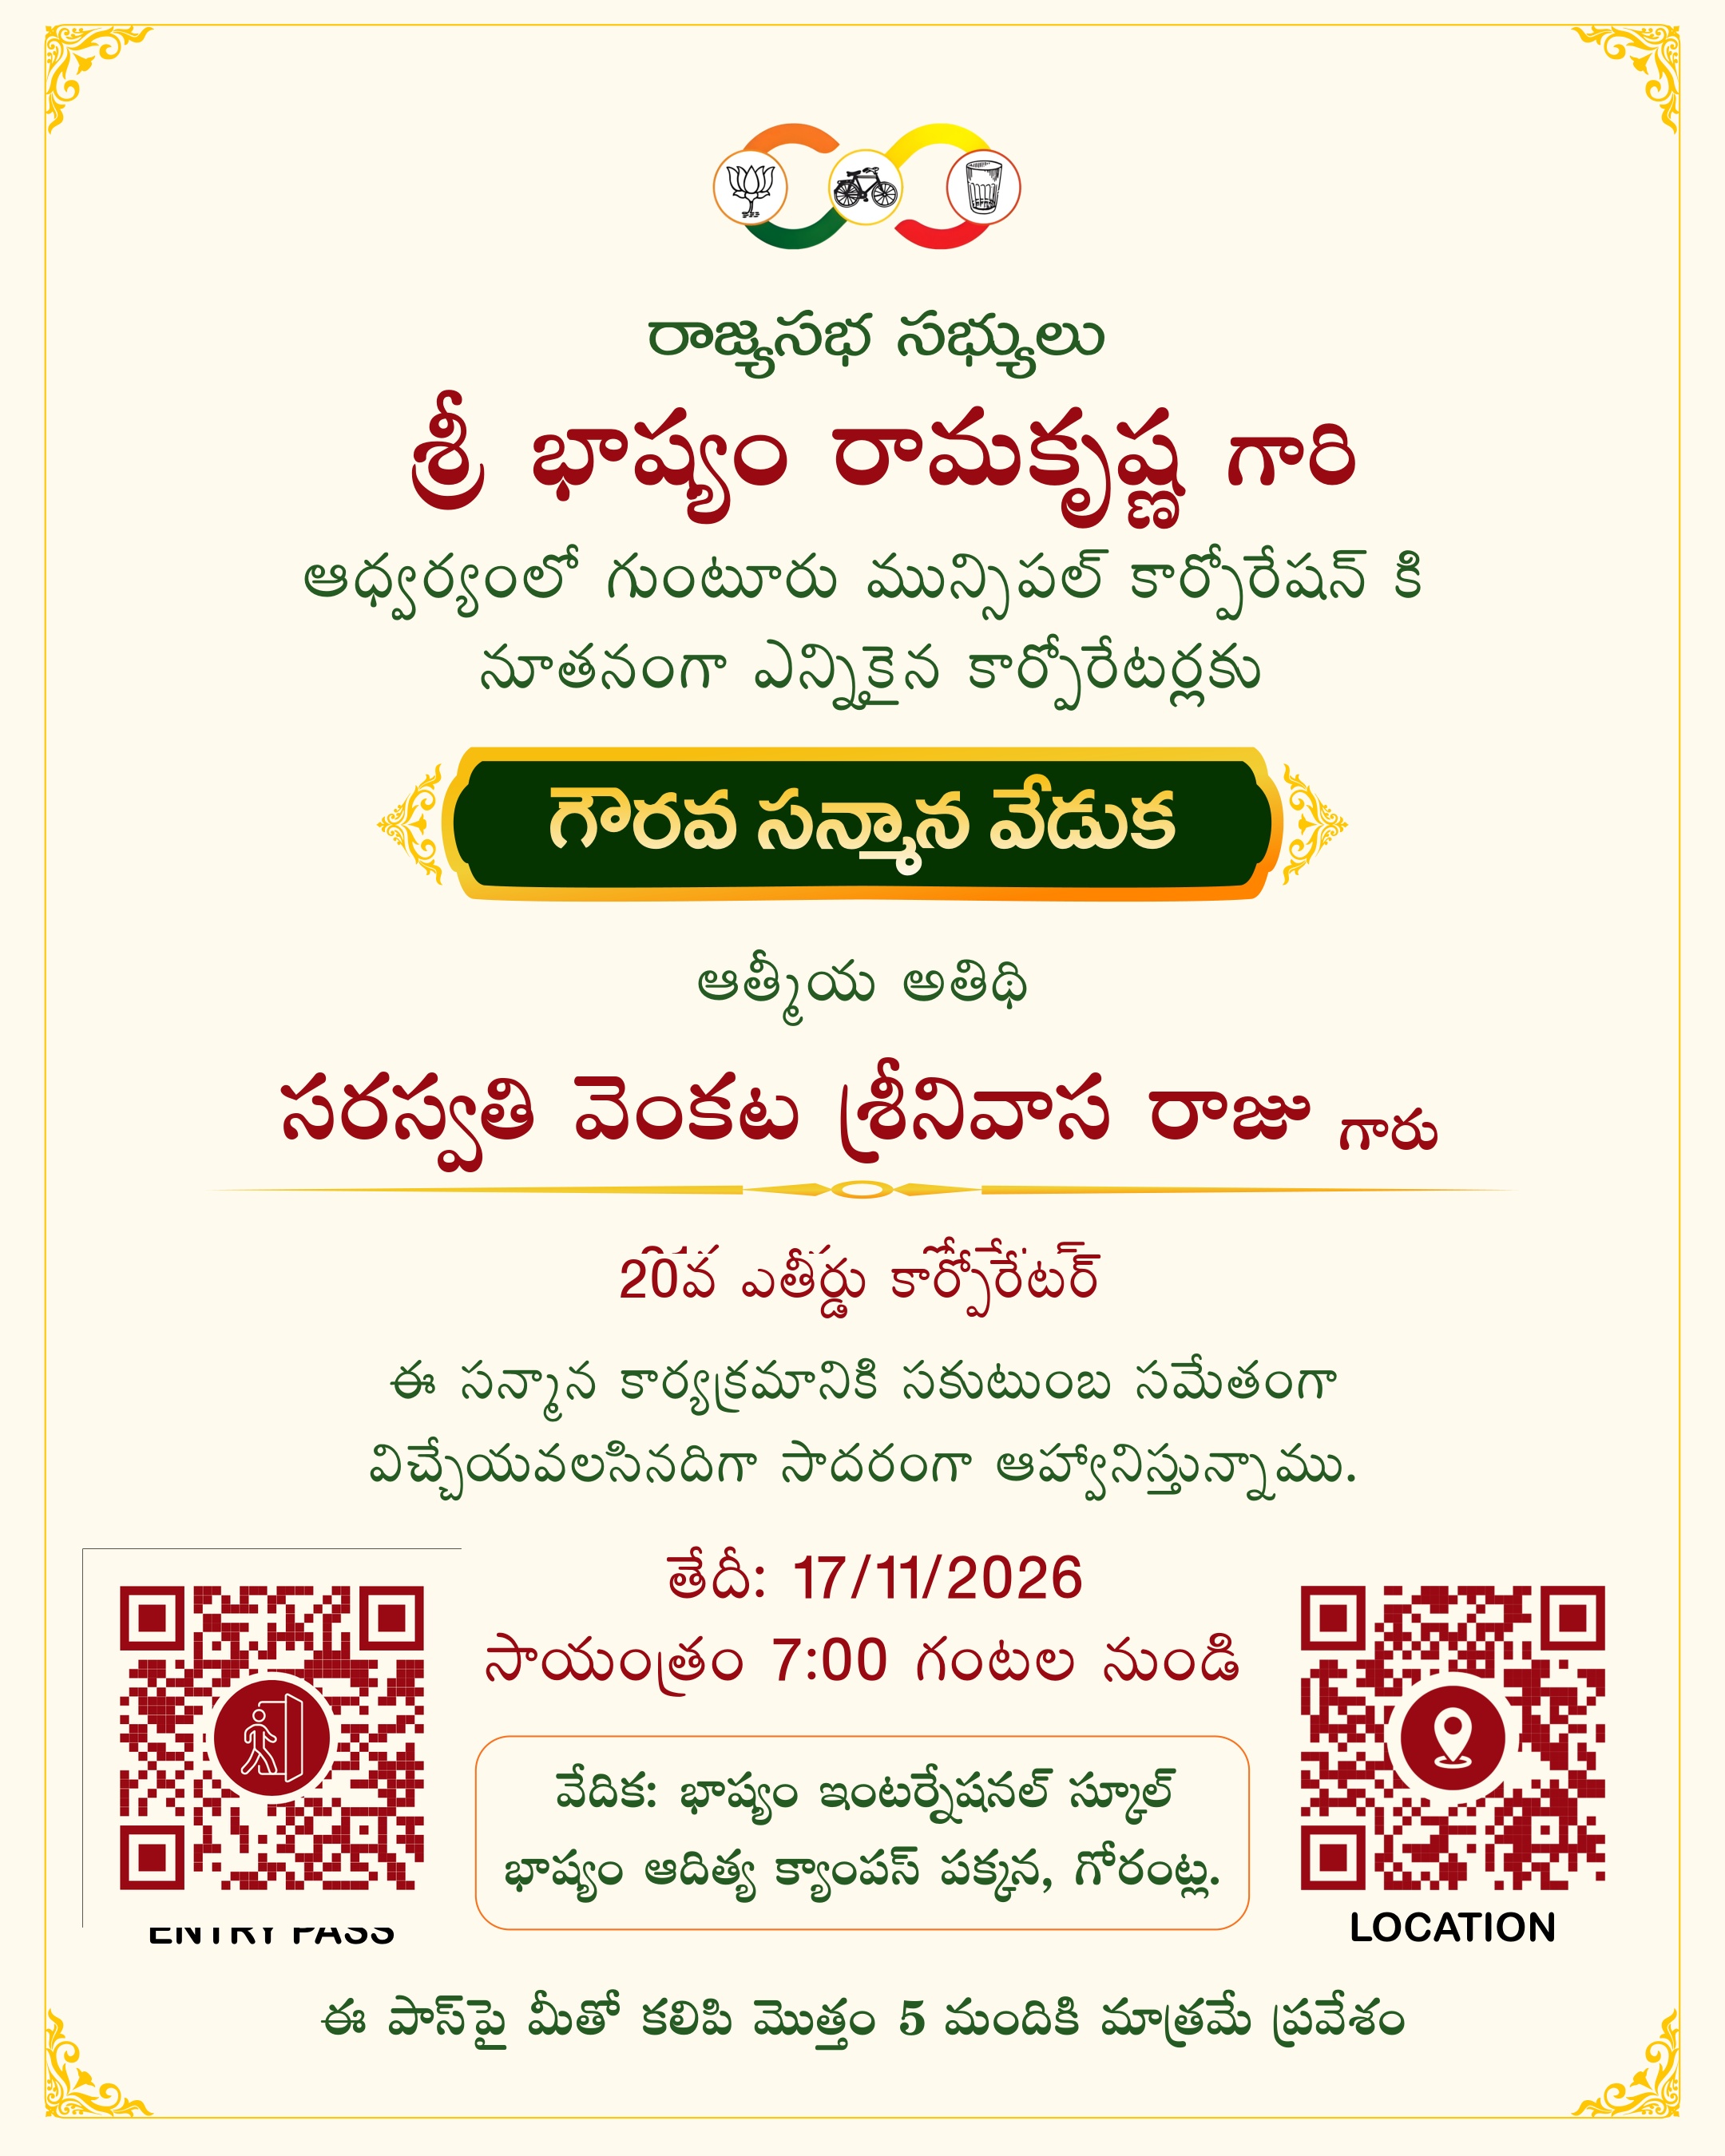 రాజ్యసభ సభ్యులు
శ్రీ భాష్యం రామకృష్ణ గారి
ఆధ్వర్యంలో గుంటూరు మున్సిపల్ కార్పోరేషన్ కి
నూతనంగా ఎన్నికైన కార్పోరేటర్లకు
గౌరవ సన్మాన వేడుక
ఆత్మీయ అతిథి
సరస్వతి వెంకట శ్రీనివాస రాజు గారు
20వ ఎతీర్డు కార్పోరేటర్
ఈ సన్మాన కార్యక్రమానికి సకుటుంబ సమేతంగా
విచ్చేయవలసినదిగా సాదరంగా ఆహ్వానిస్తున్నాము.
తేదీ: 17/11/2026
సాయంత్రం 7:00 గంటల నుండి
వేదిక: భాష్యం ఇంటర్నేషనల్ స్కూల్
భాష్యం ఆదిత్య క్యాంపస్ పక్కన, గోరంట్ల.
ENTRY PASS
LOCATION
ఈ పాస్‌పై మీతో కలిపి మొత్తం 5 మందికి మాత్రమే ప్రవేశం